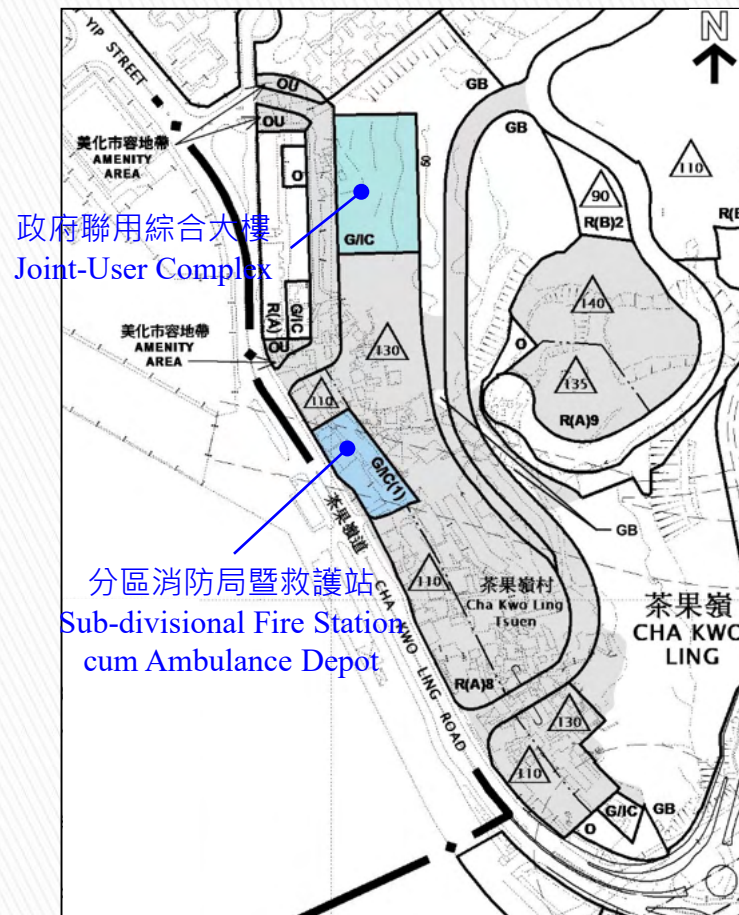 N
YIP STREET
OU
GB
GB
OU
美化市容地帶
AMENITY
AREA
110
O
90
R(B)2
80
政府聯用綜合大樓
Joint-User Complex
G/IC
140
R(A)
G/IC
美化市容地帶
AMENITY
AREA
OU
130
O
135
110
R(A)9
G/IC(1)
GB
茶果嶺道
CHA KWO LING ROAD
分區消防局暨救護站
Sub-divisional Fire Station
cum Ambulance Depot
110
茶果嶺村
Cha Kwo Ling
Tsuen
茶果嶺
CHA KWO
LING
R(A)8
130
110
G/IC
GB
O